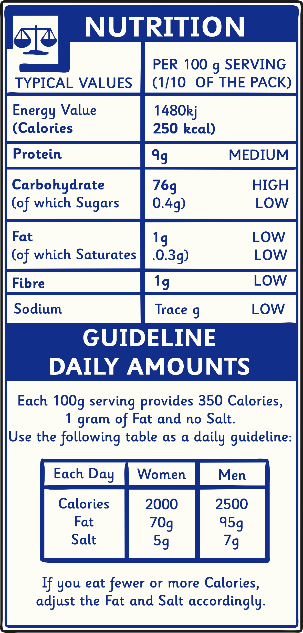 NUTRITION
TYPICAL VALUES
PER 100 g SERVING
(1/10 OF THE PACK)
Energy Value 1480kj
(Calories 250 kcal)
Protein 9g MEDIUM
Carbohydrate 76g HIGH
(of which Sugars 0.4g) LOW
Fat 1g LOW
(of which Saturates .0.3g) LOW
Fibre 1g LOW
Sodium Trace g LOW
GUIDELINE
DAILY AMOUNTS
Each 100g serving provides 350 Calories,
1 gram of Fat and no Salt.
Use the following table as a daily guideline:
Each Day Women Men
Calories 2000 2500
Fat 70g 95g
Salt 5g 7g
If you eat fewer or more Calories,
adjust the Fat and Salt accordingly.